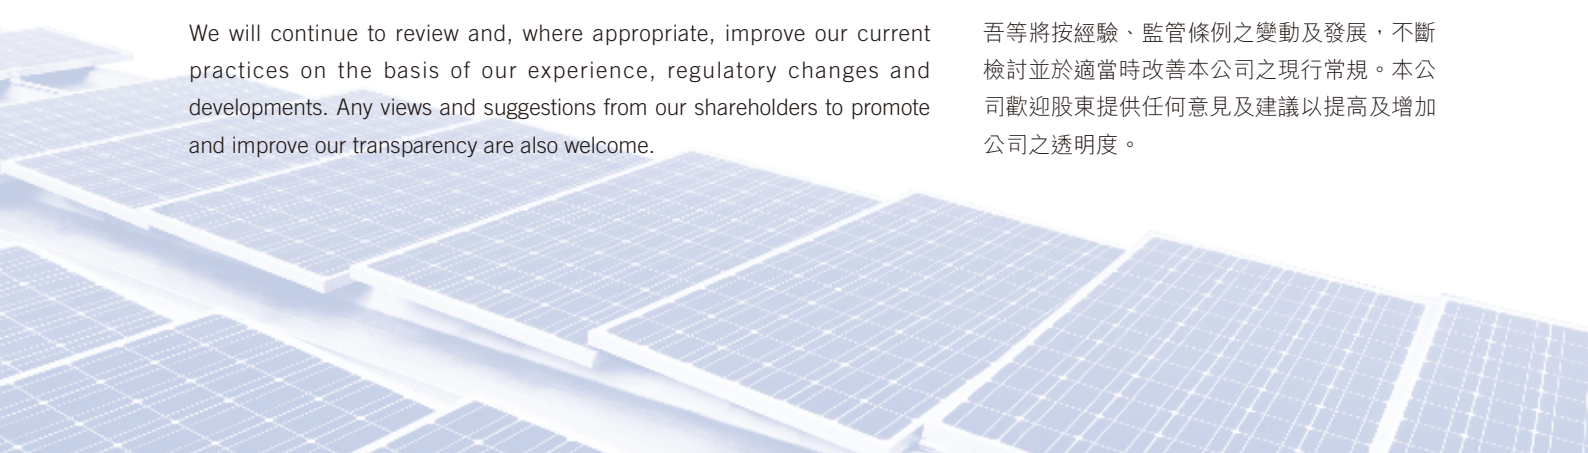 We will continue to review and, where appropriate, improve our current
practices on the basis of our experience, regulatory changes and
developments. Any views and suggestions from our shareholders to promote
and improve our transparency are also welcome.
吾等將按經驗、監管條例之變動及發展，不斷
檢討並於適當時改善本公司之現行常規。本公
司歡迎股東提供任何意見及建議以提高及增加
公司之透明度。